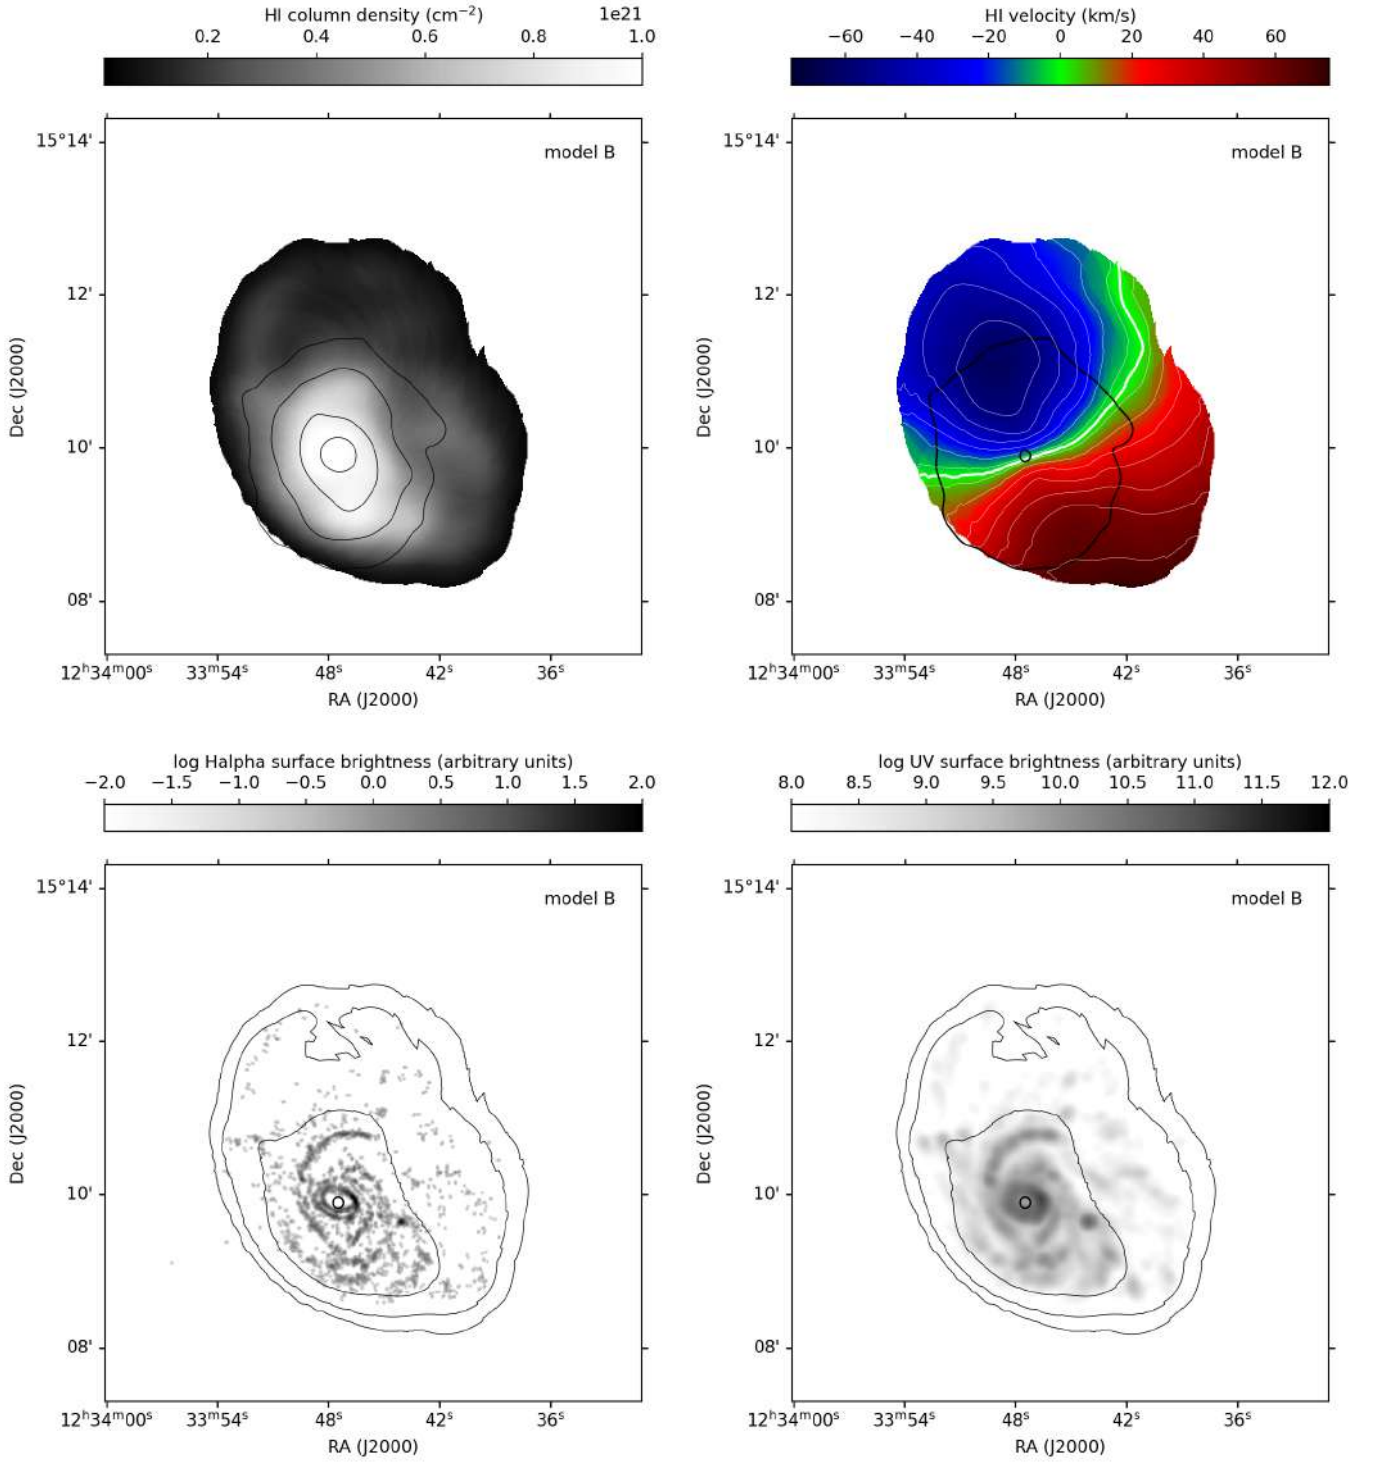 HI column density (cm⁻²) 1e21
0.2 0.4 0.6 0.8 1.0
model B
15°14'
12'
10'
08'
Dec (J2000)
12ʰ34ᵐ00ˢ 33ᵐ54ˢ 48ˢ 42ˢ 36ˢ
RA (J2000)
HI velocity (km/s)
−60 −40 −20 0 20 40 60
model B
15°14'
12'
10'
08'
Dec (J2000)
12ʰ34ᵐ00ˢ 33ᵐ54ˢ 48ˢ 42ˢ 36ˢ
RA (J2000)
log Halpha surface brightness (arbitrary units)
−2.0 −1.5 −1.0 −0.5 0.0 0.5 1.0 1.5 2.0
model B
15°14'
12'
10'
08'
Dec (J2000)
12ʰ34ᵐ00ˢ 33ᵐ54ˢ 48ˢ 42ˢ 36ˢ
RA (J2000)
log UV surface brightness (arbitrary units)
8.0 8.5 9.0 9.5 10.0 10.5 11.0 11.5 12.0
model B
15°14'
12'
10'
08'
Dec (J2000)
12ʰ34ᵐ00ˢ 33ᵐ54ˢ 48ˢ 42ˢ 36ˢ
RA (J2000)